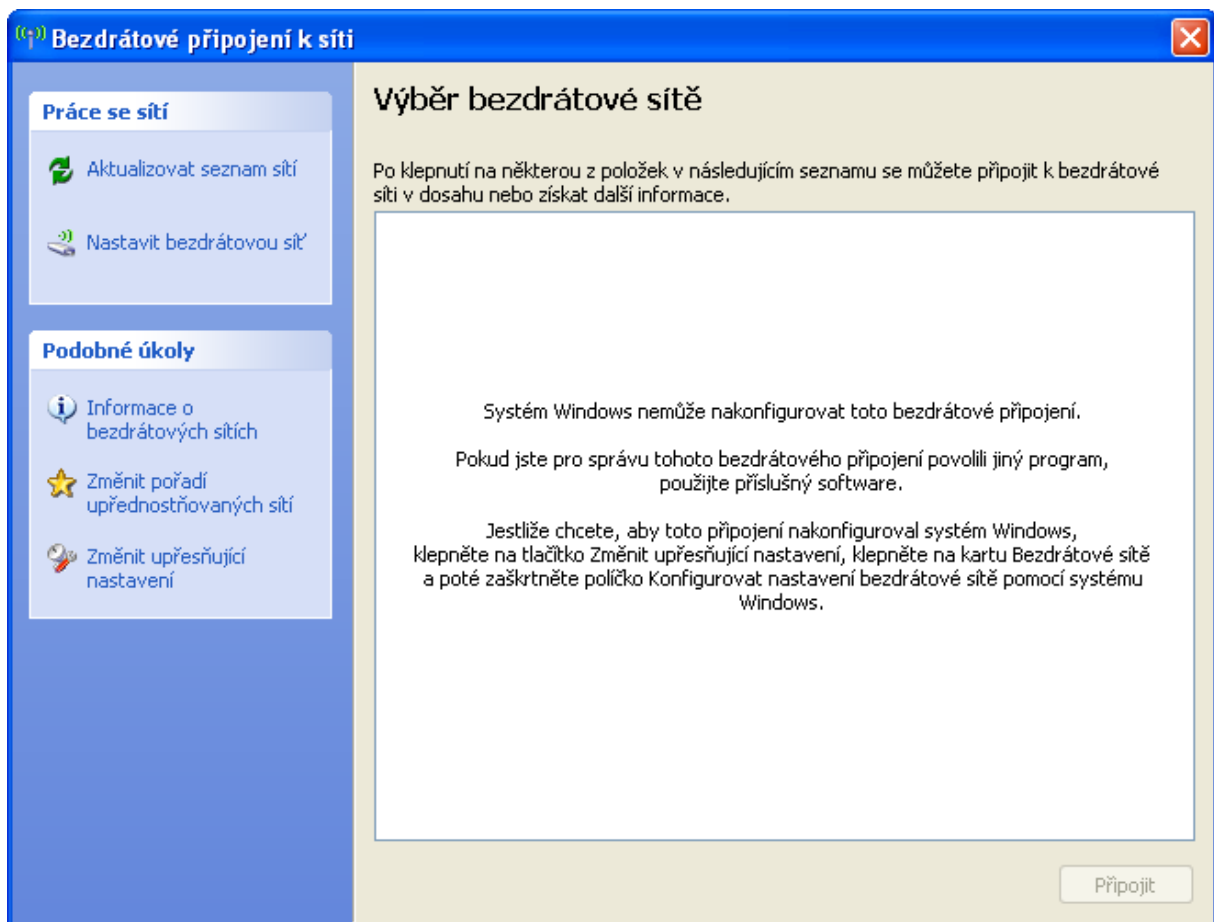 Bezdrátové připojení k síti
Práce se sítí
Aktualizovat seznam sítí
Nastavit bezdrátovou síť
Podobné úkoly
Informace o
bezdrátových sítích
Změnit pořadí
upřednostňovaných sítí
Změnit upřesňující
nastavení
Výběr bezdrátové sítě
Po klepnutí na některou z položek v následujícím seznamu se můžete připojit k bezdrátové
síti v dosahu nebo získat další informace.
Systém Windows nemůže nakonfigurovat toto bezdrátové připojení.
Pokud jste pro správu tohoto bezdrátového připojení povolili jiný program,
použijte příslušný software.
Jestliže chcete, aby toto připojení nakonfiguroval systém Windows,
klepněte na tlačítko Změnit upřesňující nastavení, klepněte na kartu Bezdrátové sítě
a poté zaškrtněte políčko Konfigurovat nastavení bezdrátové sítě pomocí systému
Windows.
Připojit